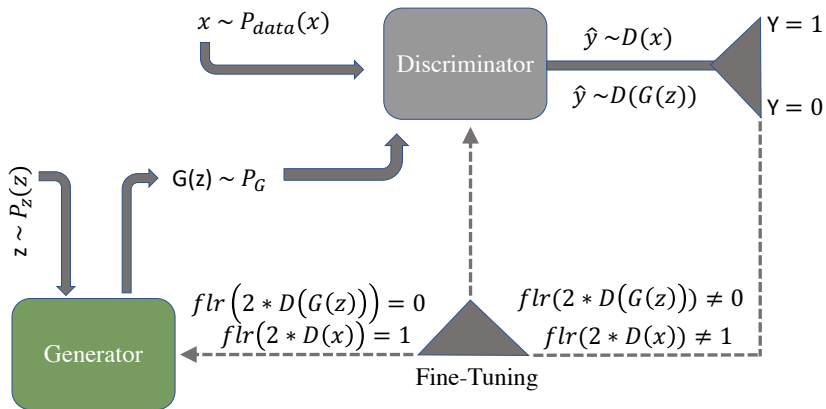 x ~ P_data(x)
Discriminator
ŷ ~D(x)
Y = 1
ŷ ~D(G(z))
Y = 0
z ~ P_z(z)
G(z) ~ P_G
flr(2 * D(G(z))) = 0
flr(2 * D(x)) = 1
flr(2 * D(G(z))) ≠ 0
flr(2 * D(x)) ≠ 1
Generator
Fine-Tuning